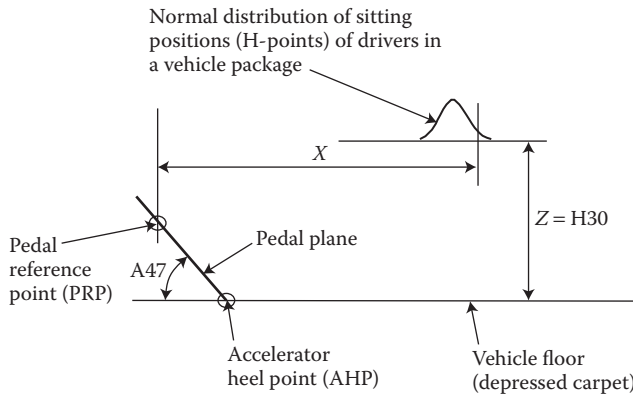 Normal distribution of sitting
positions (H-points) of drivers in
a vehicle package
X
Z = H30
Pedal
reference
point (PRP)
A47
Pedal plane
Accelerator
heel point (AHP)
Vehicle floor
(depressed carpet)